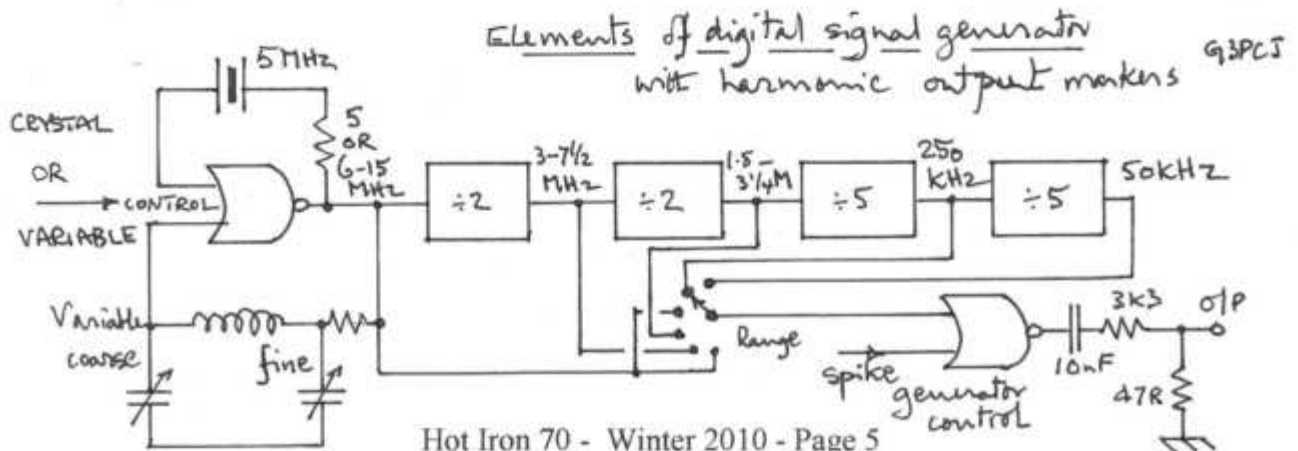 Elements of digital signal generator
with harmonic output markers
G3PCJ
5 MHz
CRYSTAL
OR
CONTROL
VARIABLE
5
OR
6-15
MHz
÷2
3-7½
MHz
÷2
1.5-
3¼M
÷5
250
KHz
÷5
50KHz
Variable
coarse
fine
Range
spike
generator
control
10nF
3K3
O/P
47R
Hot Iron 70 - Winter 2010 - Page 5